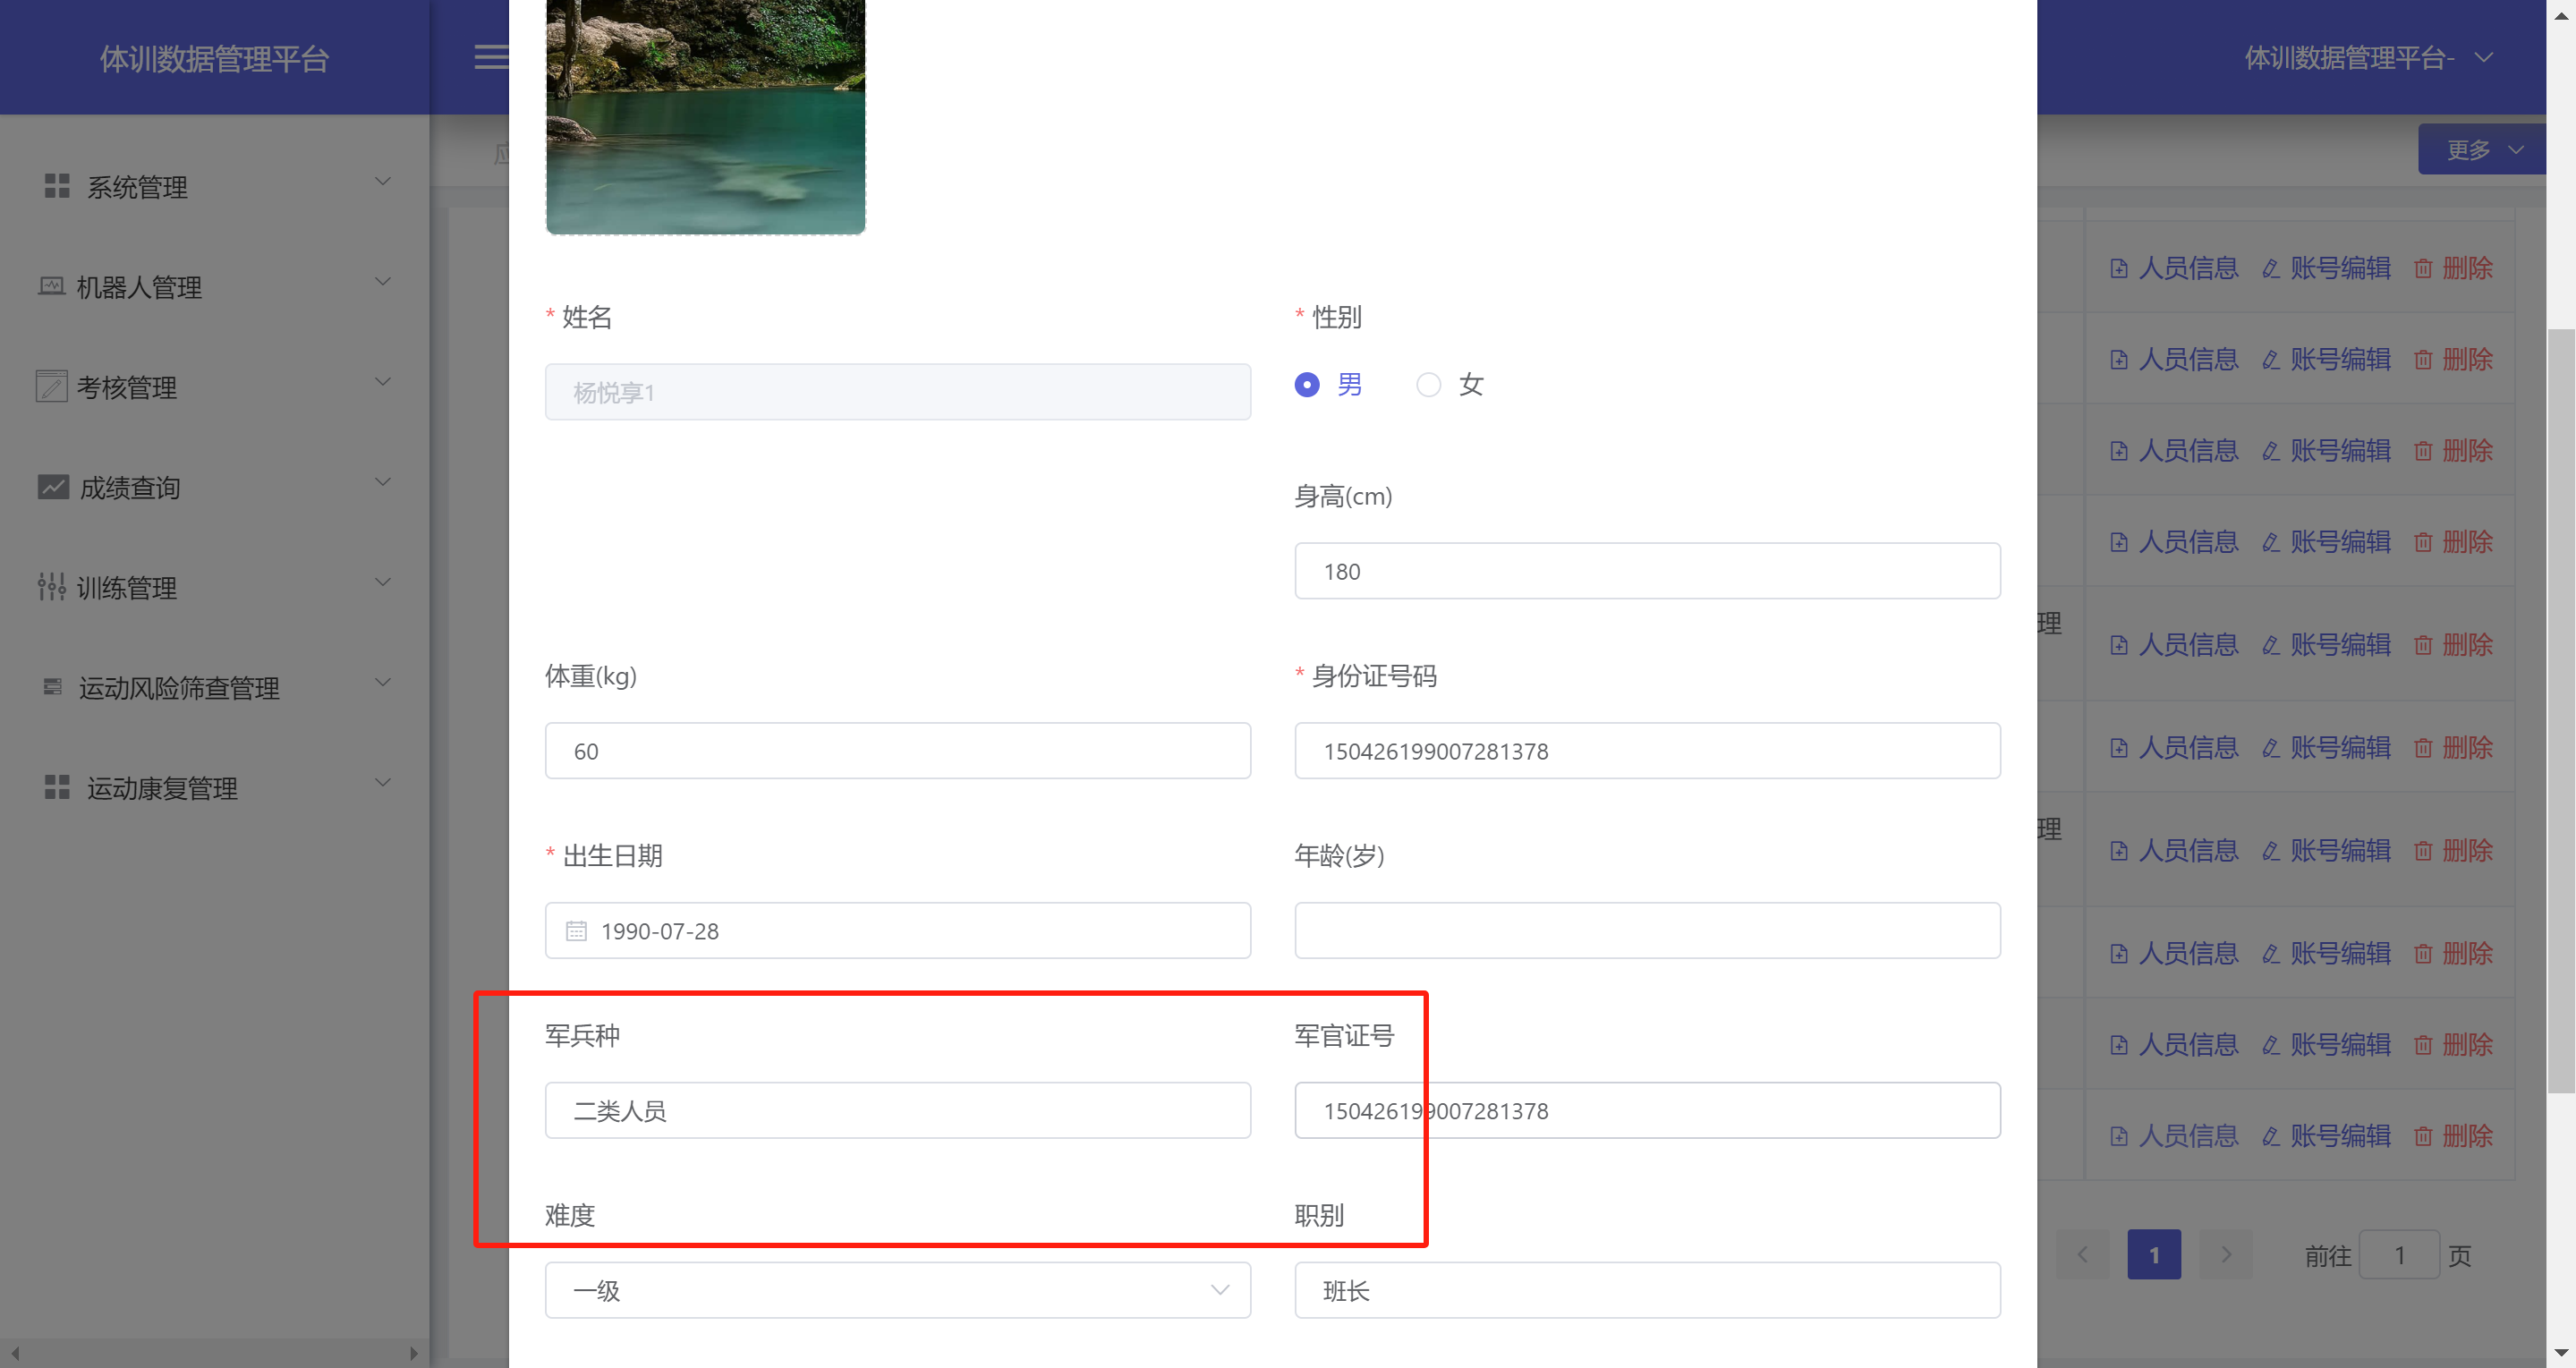 体训数据管理平台
体训数据管理平台-
更多
系统管理
机器人管理
考核管理
成绩查询
训练管理
运动风险筛查管理
运动康复管理
* 姓名
杨悦享1
* 性别
男 女
身高(cm)
180
体重(kg)
60
* 身份证号码
150426199007281378
* 出生日期
1990-07-28
年龄(岁)
军兵种
二类人员
军官证号
150426199007281378
难度
一级
职别
班长
人员信息 账号编辑 删除
人员信息 账号编辑 删除
人员信息 账号编辑 删除
人员信息 账号编辑 删除
理
人员信息 账号编辑 删除
人员信息 账号编辑 删除
理
人员信息 账号编辑 删除
人员信息 账号编辑 删除
人员信息 账号编辑 删除
人员信息 账号编辑 删除
1 前往 1 页